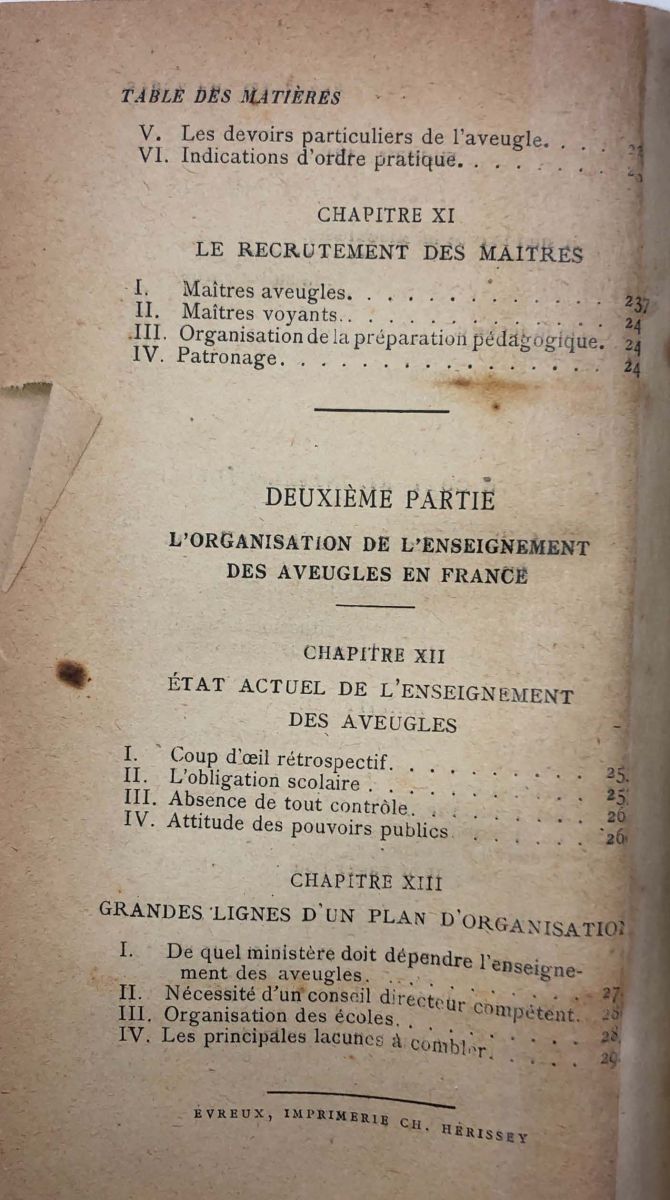 TABLE DES MATIÈRES
V. Les devoirs particuliers de l'aveugle. . . .
VI. Indications d'ordre pratique. . . . . . . .
CHAPITRE XI
LE RECRUTEMENT DES MAITRES
I. Maîtres aveugles. . . . . . . . . . . . . 237
II. Maîtres voyants. . . . . . . . . . . . . 24
III. Organisation de la préparation pédagogique. 24
IV. Patronage. . . . . . . . . . . . . . . . 24
DEUXIÈME PARTIE
L'ORGANISATION DE L'ENSEIGNEMENT
DES AVEUGLES EN FRANCE
CHAPITRE XII
ÉTAT ACTUEL DE L'ENSEIGNEMENT
DES AVEUGLES
I. Coup d'œil rétrospectif. . . . . . . . . . 25
II. L'obligation scolaire . . . . . . . . . . 25
III. Absence de tout contrôle. . . . . . . . . 26
IV. Attitude des pouvoirs publics . . . . . . 26
CHAPITRE XIII
GRANDES LIGNES D'UN PLAN D'ORGANISATION
I. De quel ministère doit dépendre l'enseigne-
ment des aveugles. . . . . . . . . . . 27
II. Nécessité d'un conseil directeur compétent. 28
III. Organisation des écoles. . . . . . . . . 28
IV. Les principales lacunes à combler. . . . . 29
ÉVREUX, IMPRIMERIE CH. HÉRISSEY